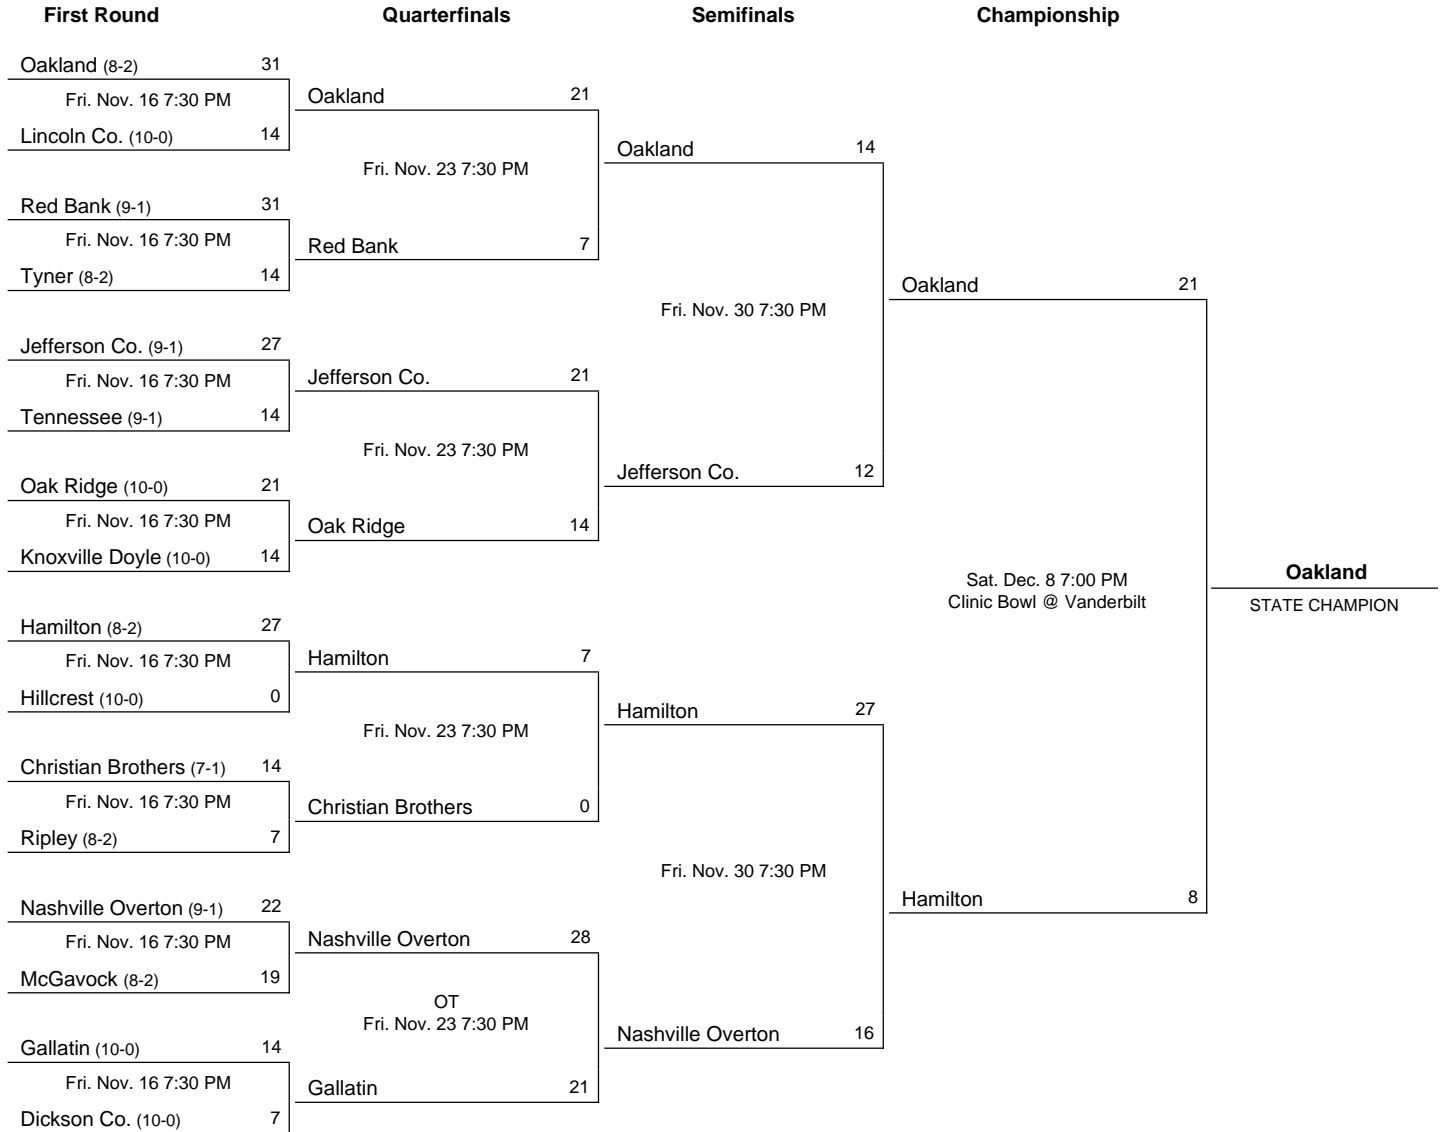 First Round
Quarterfinals
Semifinals
Championship
Oakland (8-2) 31
Fri. Nov. 16 7:30 PM
Lincoln Co. (10-0) 14
Red Bank (9-1) 31
Fri. Nov. 16 7:30 PM
Tyner (8-2) 14
Jefferson Co. (9-1) 27
Fri. Nov. 16 7:30 PM
Tennessee (9-1) 14
Oak Ridge (10-0) 21
Fri. Nov. 16 7:30 PM
Knoxville Doyle (10-0) 14
Hamilton (8-2) 27
Fri. Nov. 16 7:30 PM
Hillcrest (10-0) 0
Christian Brothers (7-1) 14
Fri. Nov. 16 7:30 PM
Ripley (8-2) 7
Nashville Overton (9-1) 22
Fri. Nov. 16 7:30 PM
McGavock (8-2) 19
Gallatin (10-0) 14
Fri. Nov. 16 7:30 PM
Dickson Co. (10-0) 7
Oakland 21
Fri. Nov. 23 7:30 PM
Red Bank 7
Jefferson Co. 21
Fri. Nov. 23 7:30 PM
Oak Ridge 14
Hamilton 7
Fri. Nov. 23 7:30 PM
Christian Brothers 0
Nashville Overton 28
OT
Fri. Nov. 23 7:30 PM
Gallatin 21
Oakland 14
Fri. Nov. 30 7:30 PM
Jefferson Co. 12
Hamilton 27
Fri. Nov. 30 7:30 PM
Nashville Overton 16
Oakland 21
Sat. Dec. 8 7:00 PM
Clinic Bowl @ Vanderbilt
Hamilton 8
Oakland
STATE CHAMPION